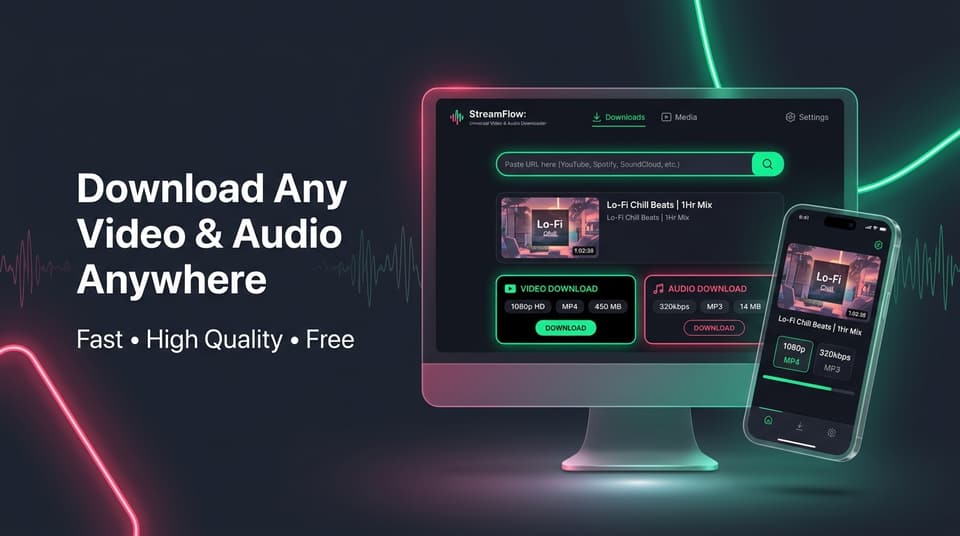 Download Any
Video & Audio
Anywhere
Fast • High Quality • Free
StreamFlow:
Universal Video & Audio Downloader
Downloads
Media
Settings
Paste URL here (YouTube, Spotify, SoundCloud, etc.)
Lo-Fi
Chill
1:02:38
Lo-Fi Chill Beats | 1Hr Mix
Lo-Fi Chill Beats | 1Hr Mix
VIDEO DOWNLOAD
1080p HD MP4 450 MB
DOWNLOAD
AUDIO DOWNLOAD
320kbps MP3 14 MB
DOWNLOAD
Lo-Fi
Chill
1:02:38
Lo-Fi Chill Beats | 1Hr Mix
1080p
MP4
320kbps
MP3